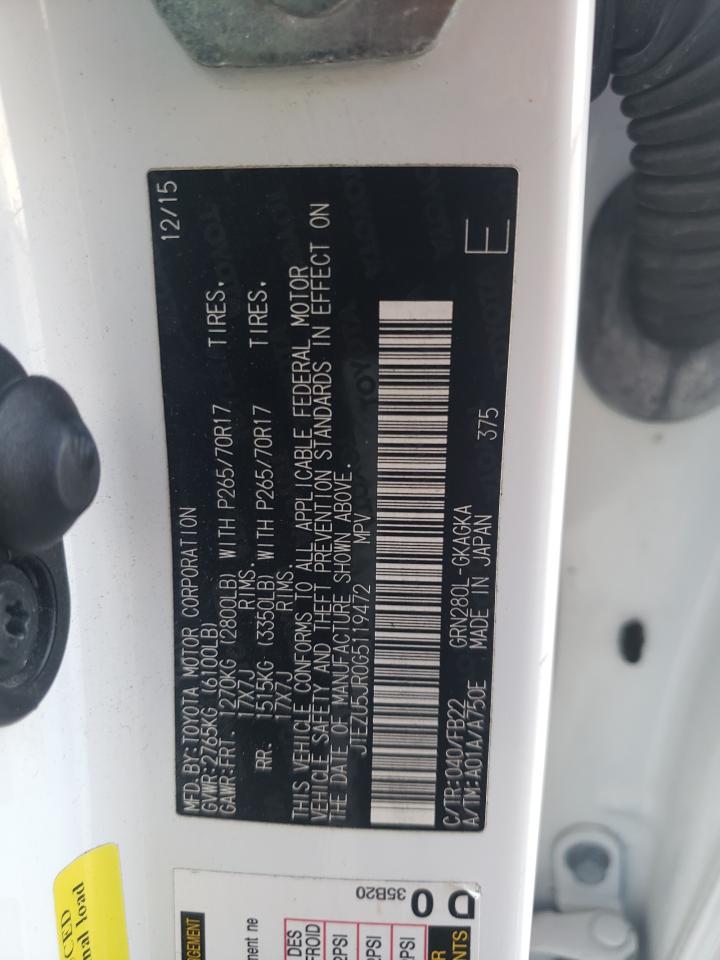 MFD. BY: TOYOTA MOTOR CORPORATION 12/15
GVWR: 2765KG (6100LB)
GAWR: FRT. 1270KG (2800LB) WITH P265/70R17 TIRES.
17X7J RIMS.
RR. 1515KG (3350LB) WITH P265/70R17 TIRES.
17X7J RIMS.
THIS VEHICLE CONFORMS TO ALL APPLICABLE FEDERAL MOTOR
VEHICLE SAFETY AND THEFT PREVENTION STANDARDS IN EFFECT ON
THE DATE OF MANUFACTURE SHOWN ABOVE.
JTEZU5JR0G5119472 MPV
C/TR: 040/FB22 GRN280L-GKAGKA
A/TM: A01A/A750E MADE IN JAPAN 375 E
35B20